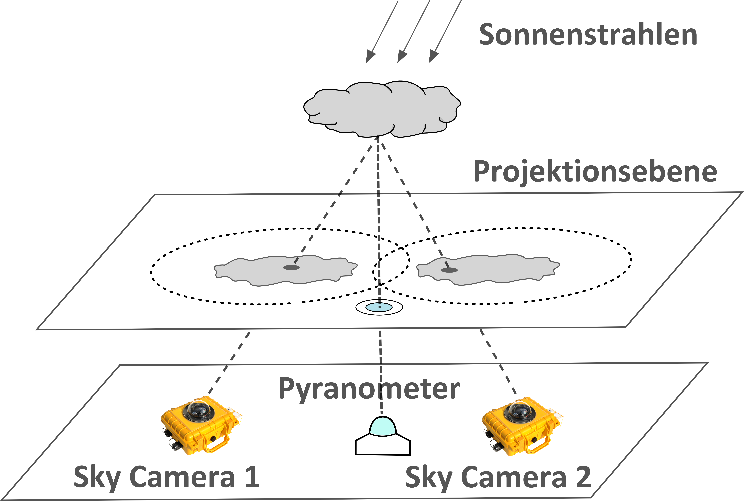 Sonnenstrahlen
Projektionsebene
Pyranometer
Sky Camera 1
Sky Camera 2